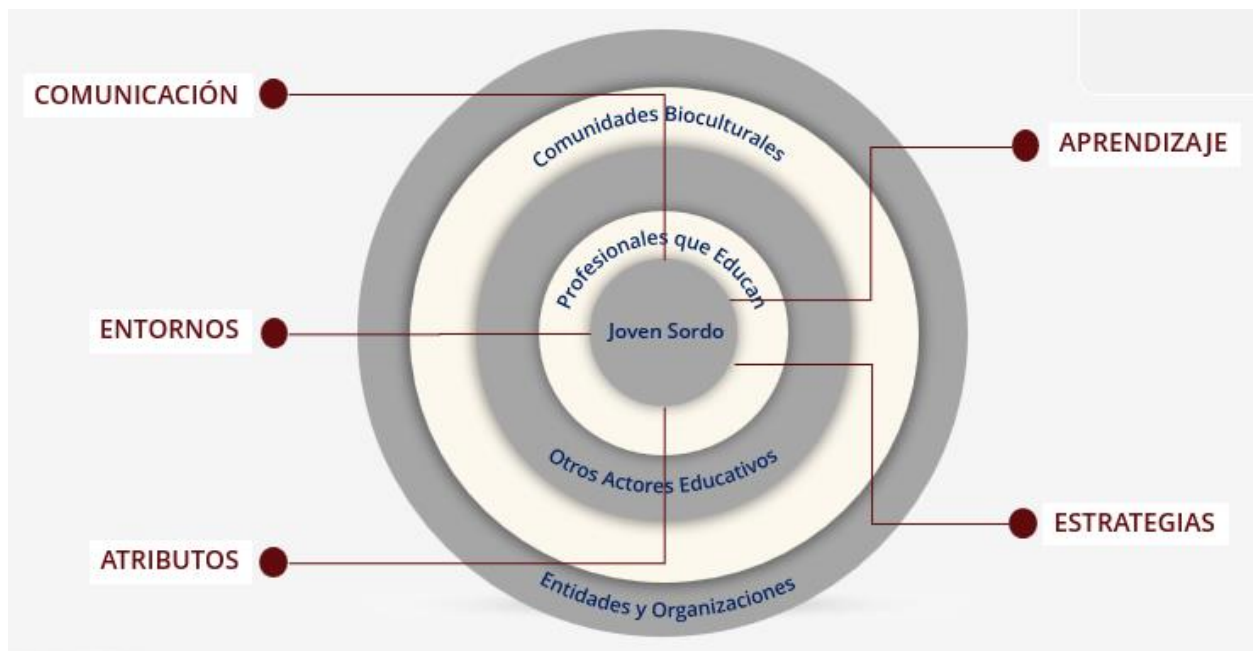 COMUNICACIÓN
Comunidades Bioculturales
APRENDIZAJE
Profesionales que Educan
ENTORNOS
Joven Sordo
Otros Actores Educativos
ESTRATEGIAS
ATRIBUTOS
Entidades y Organizaciones